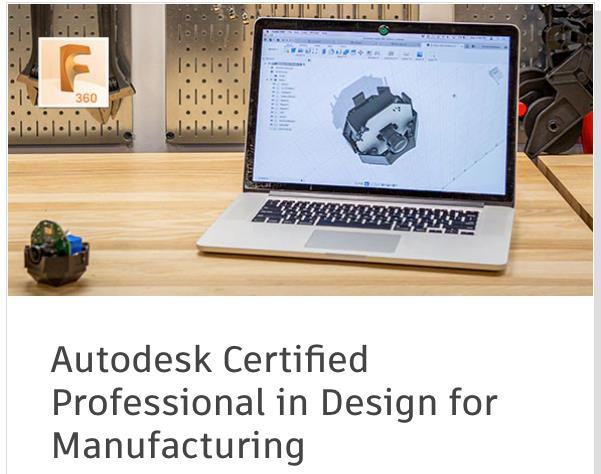 360
Autodesk Certified
Professional in Design for
Manufacturing